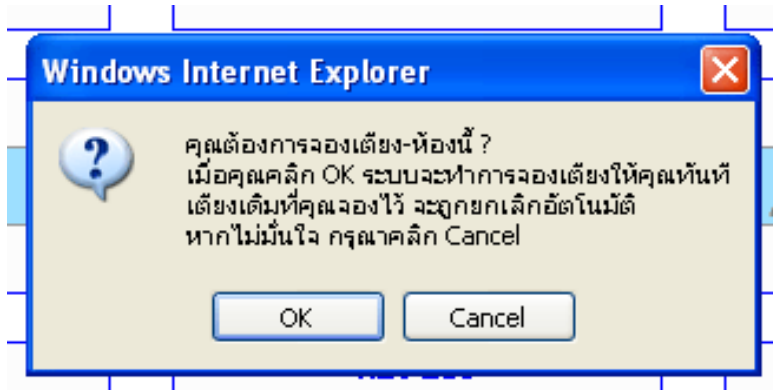 Windows Internet Explorer
คุณต้องการจองเตียง-ห้องนี้ ?
เมื่อคุณคลิก OK ระบบจะทำการจองเตียงให้คุณทันที
เตียงเดิมที่คุณจองไว้ จะถูกยกเลิกอัตโนมัติ
หากไม่มั่นใจ กรุณาคลิก Cancel
OK Cancel